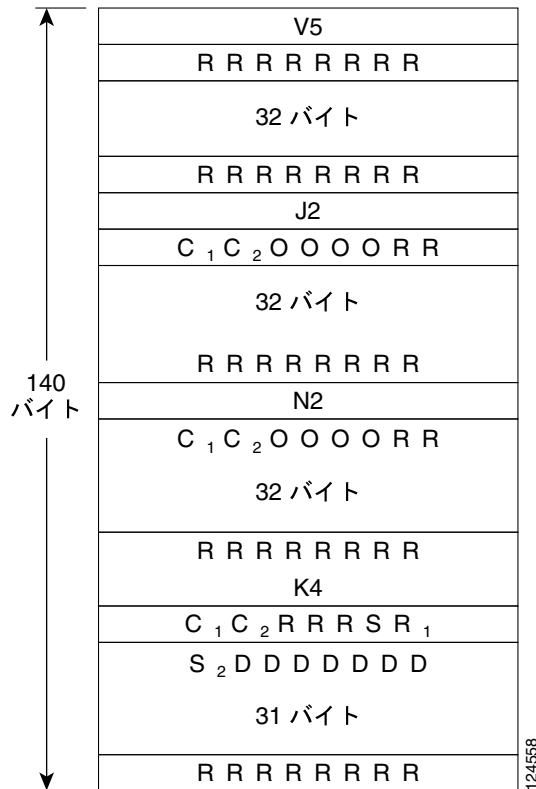 V5
R R R R R R R R
32 バイト
R R R R R R R R
J2
C 1 C 2 O O O O R R
32 バイト
R R R R R R R R
140
バイト
N2
C 1 C 2 O O O O R R
32 バイト
R R R R R R R R
K4
C 1 C 2 R R R S R 1
S 2 D D D D D D D
31 バイト
R R R R R R R R
124558